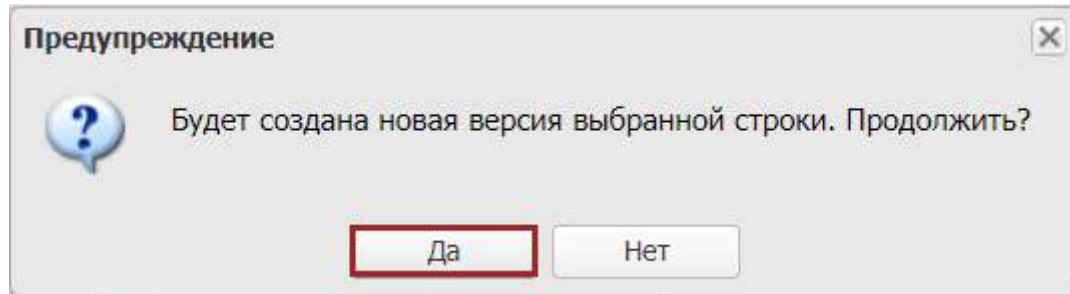 Предупреждение
Будет создана новая версия выбранной строки. Продолжить?
Да
Нет